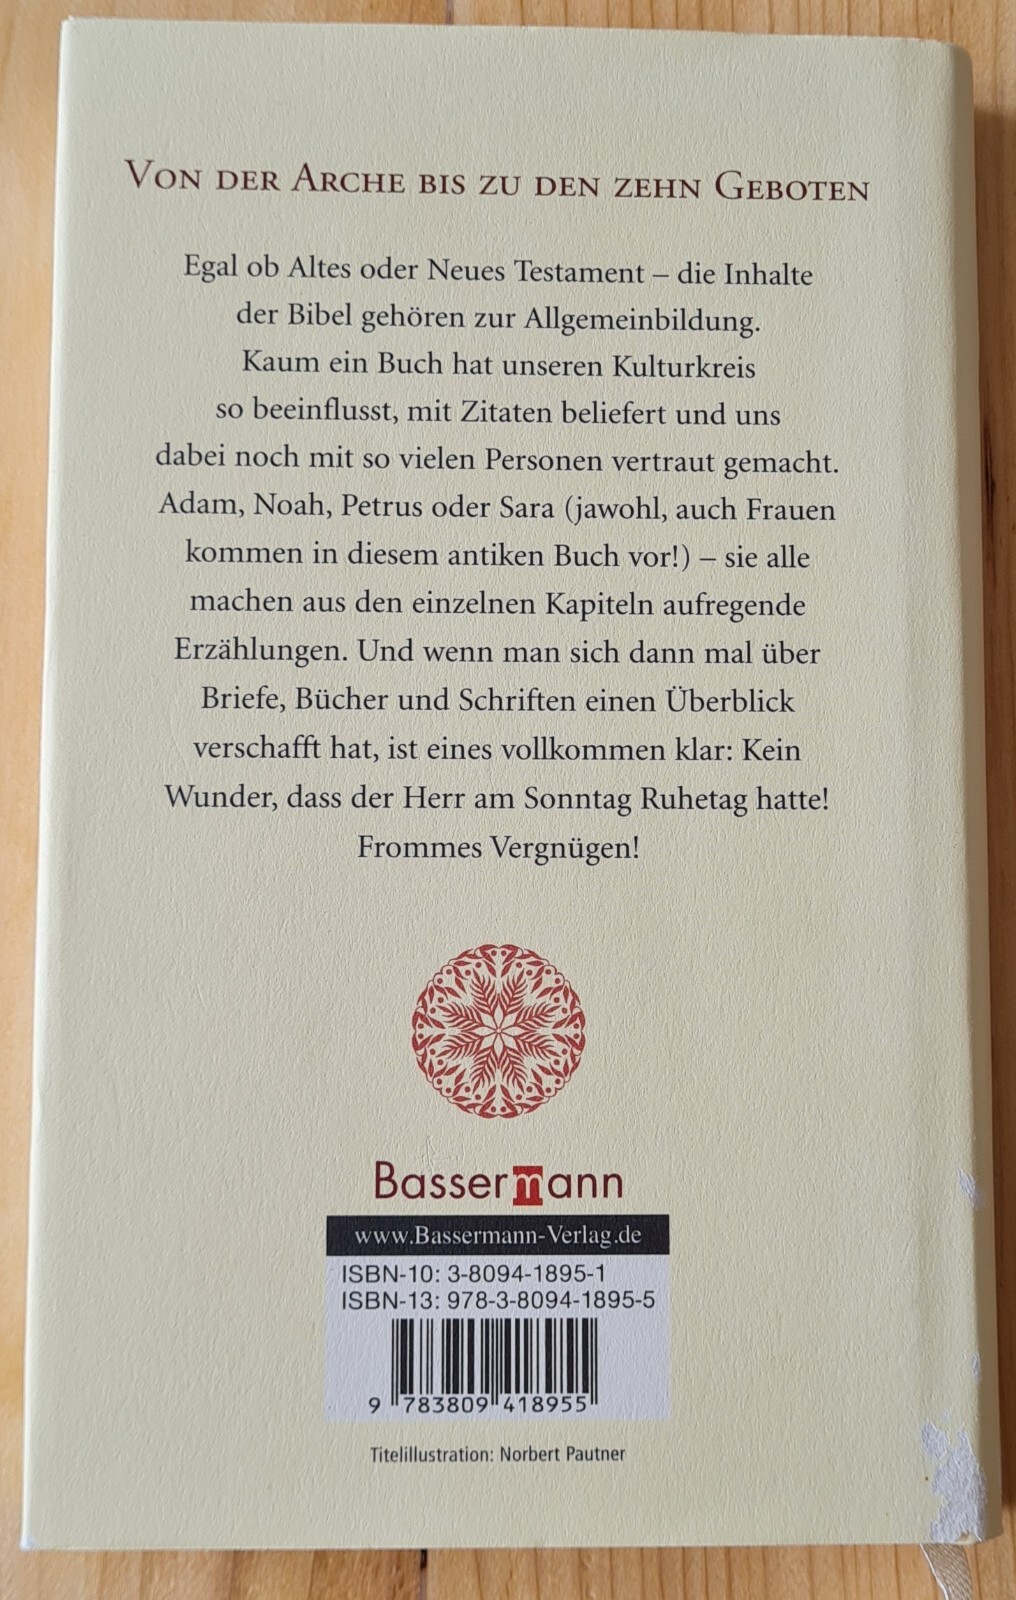 Von der Arche bis zu den zehn Geboten
Egal ob Altes oder Neues Testament – die Inhalte
der Bibel gehören zur Allgemeinbildung.
Kaum ein Buch hat unseren Kulturkreis
so beeinflusst, mit Zitaten beliefert und uns
dabei noch mit so vielen Personen vertraut gemacht.
Adam, Noah, Petrus oder Sara (jawohl, auch Frauen
kommen in diesem antiken Buch vor!) – sie alle
machen aus den einzelnen Kapiteln aufregende
Erzählungen. Und wenn man sich dann mal über
Briefe, Bücher und Schriften einen Überblick
verschafft hat, ist eines vollkommen klar: Kein
Wunder, dass der Herr am Sonntag Ruhetag hatte!
Frommes Vergnügen!
Bassermann
www.Bassermann-Verlag.de
ISBN-10: 3-8094-1895-1
ISBN-13: 978-3-8094-1895-5
9 783809 418955
Titelillustration: Norbert Pautner